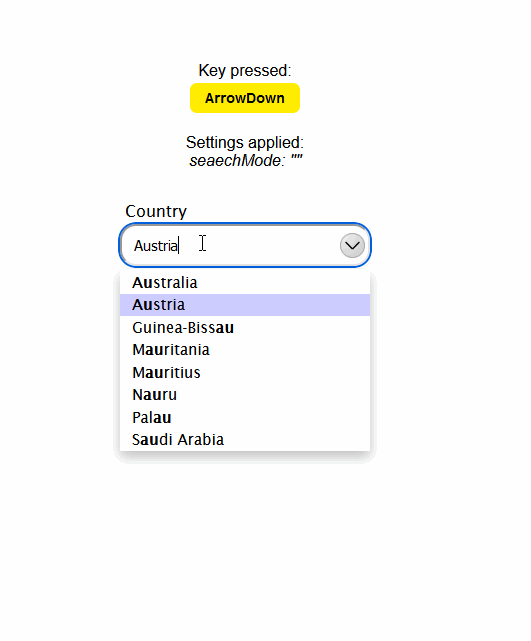 Key pressed:
ArrowDown
Settings applied:
seaechMode: ""
Country
Austria
Australia
Austria
Guinea-Bissau
Mauritania
Mauritius
Nauru
Palau
Saudi Arabia